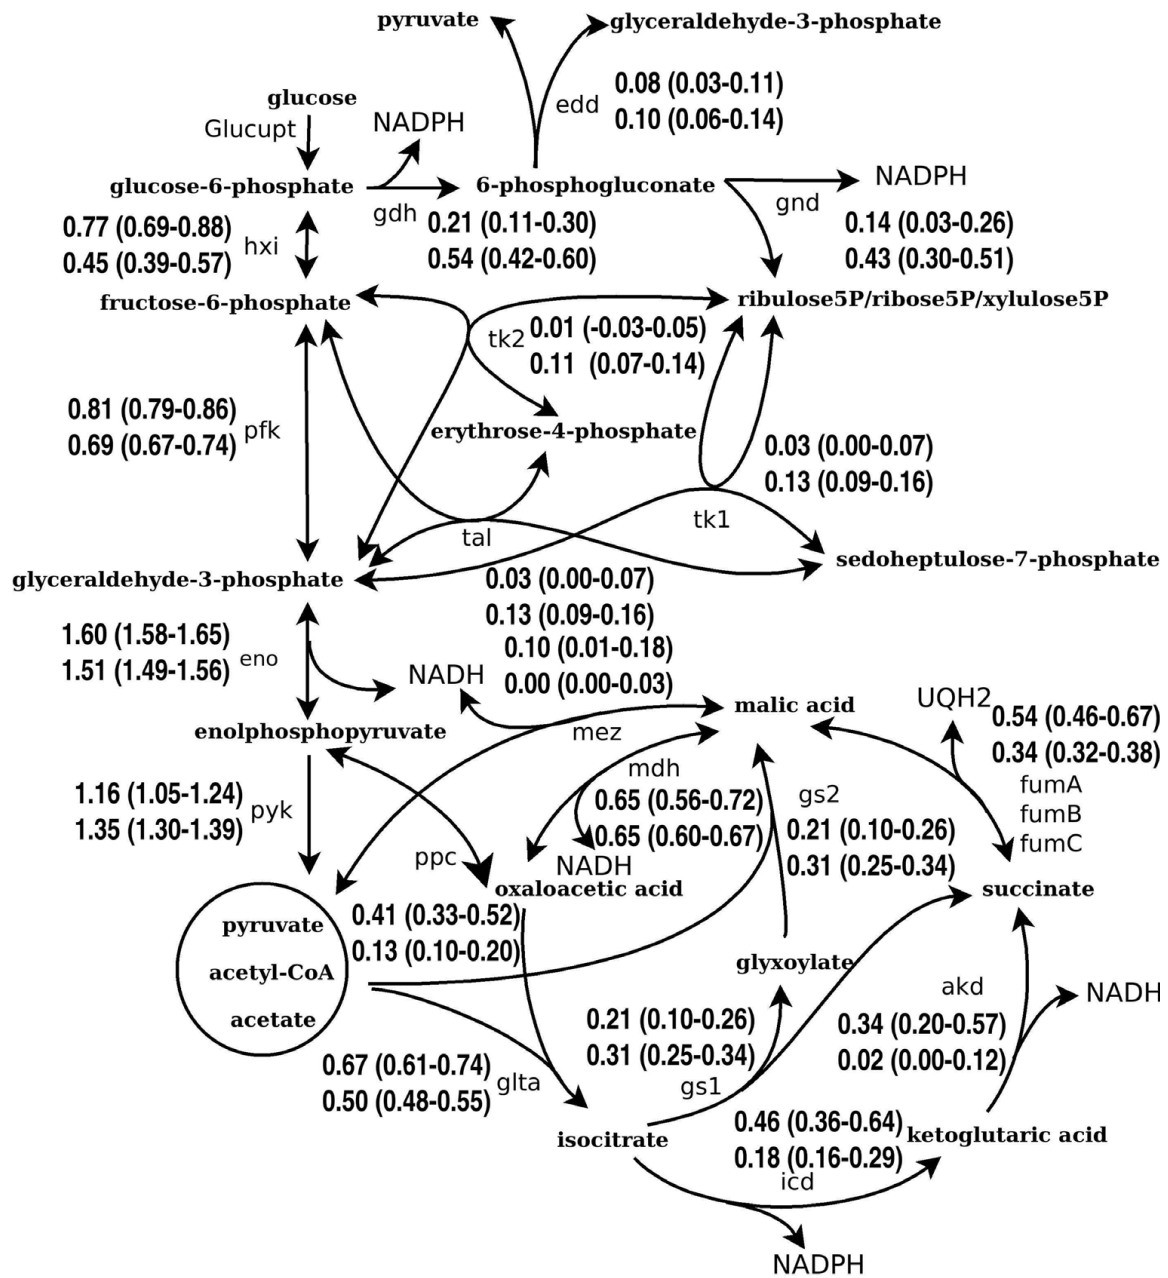 pyruvate
glyceraldehyde-3-phosphate
0.08 (0.03-0.11)
edd
0.10 (0.06-0.14)
glucose
Glucupt
NADPH
glucose-6-phosphate
6-phosphogluconate
NADPH
gdh
gnd
0.77 (0.69-0.88)
hxi
0.45 (0.39-0.57)
0.21 (0.11-0.30)
0.54 (0.42-0.60)
0.14 (0.03-0.26)
0.43 (0.30-0.51)
fructose-6-phosphate
ribulose5P/ribose5P/xylulose5P
tk2
0.01 (-0.03-0.05)
0.11 (0.07-0.14)
0.81 (0.79-0.86)
pfk
0.69 (0.67-0.74)
erythrose-4-phosphate
0.03 (0.00-0.07)
0.13 (0.09-0.16)
tk1
tal
sedoheptulose-7-phosphate
glyceraldehyde-3-phosphate
0.03 (0.00-0.07)
0.13 (0.09-0.16)
0.10 (0.01-0.18)
0.00 (0.00-0.03)
1.60 (1.58-1.65)
eno
1.51 (1.49-1.56)
NADH
enolphosphopyruvate
mez
malic acid
UQH2
0.54 (0.46-0.67)
0.34 (0.32-0.38)
fumA
fumB
fumC
mdh
0.65 (0.56-0.72)
0.65 (0.60-0.67)
gs2
0.21 (0.10-0.26)
0.31 (0.25-0.34)
1.16 (1.05-1.24)
pyk
1.35 (1.30-1.39)
ppc
NADH
oxaloacetic acid
succinate
pyruvate
acetyl-CoA
acetate
0.41 (0.33-0.52)
0.13 (0.10-0.20)
glyxoylate
akd
NADH
0.21 (0.10-0.26)
0.31 (0.25-0.34)
gs1
0.34 (0.20-0.57)
0.02 (0.00-0.12)
0.67 (0.61-0.74)
glta
0.50 (0.48-0.55)
isocitrate
0.46 (0.36-0.64)
0.18 (0.16-0.29)
icd
ketoglutaric acid
NADPH